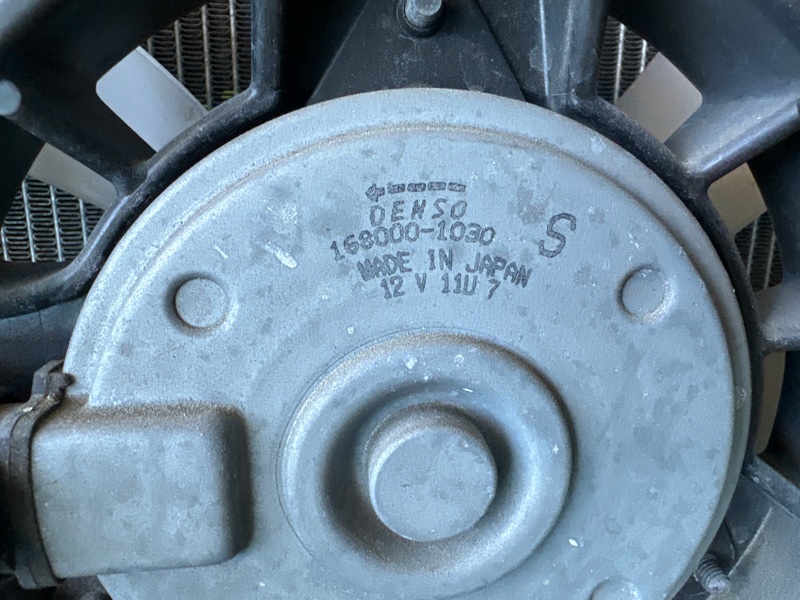 DENSO
168000-1030 S
MADE IN JAPAN
12 V 11U 7